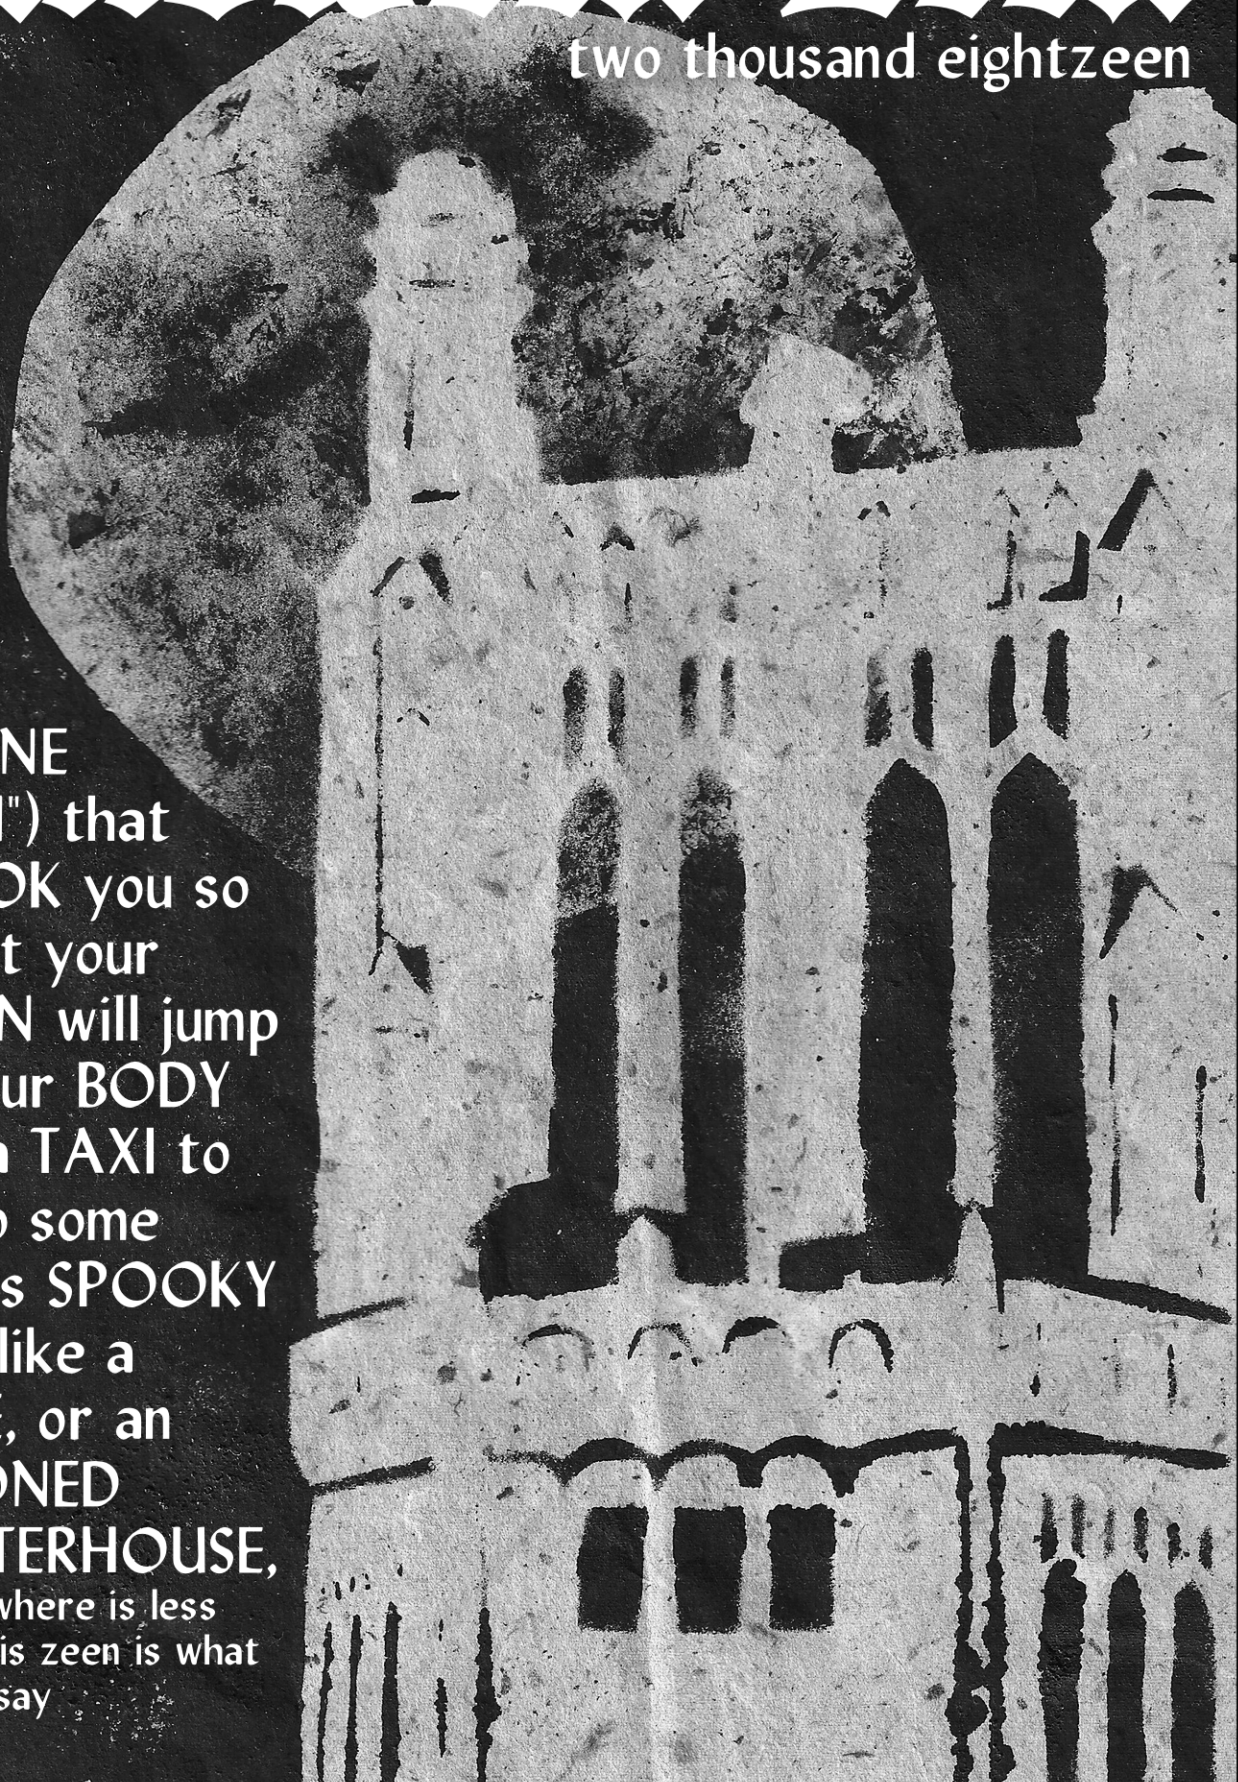 two thousand eightzeen
NE
") that
OK you so
t your
N will jump
ur BODY
TAXI to
some
s SPOOKY
like a
, or an
ONED
TERHOUSE,
where is less
is zeen is what
say